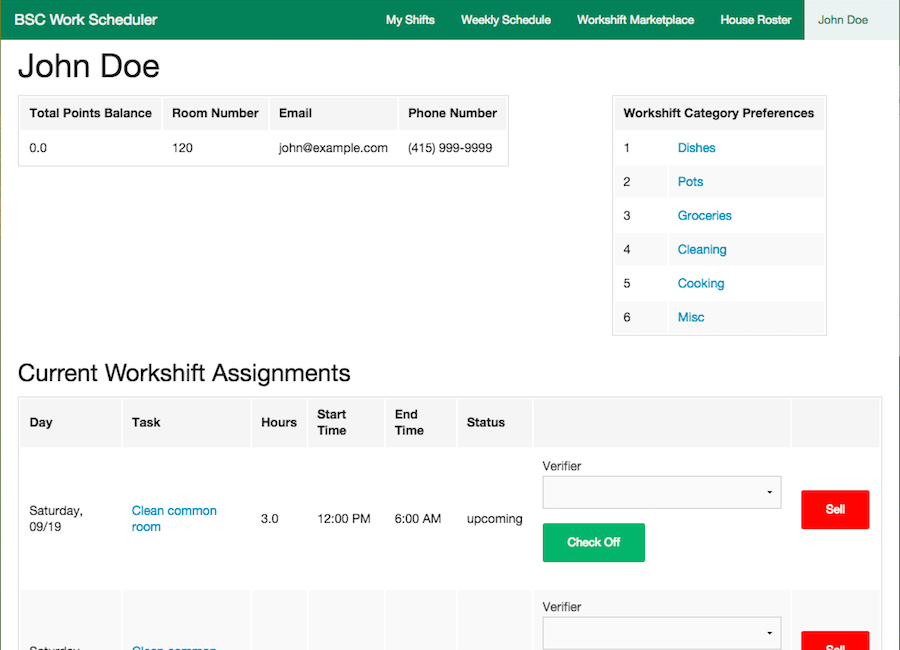 BSC Work Scheduler My Shifts Weekly Schedule Workshift Marketplace House Roster John Doe
John Doe
Total Points Balance Room Number Email Phone Number
0.0 120 john@example.com (415) 999-9999
Workshift Category Preferences
1 Dishes
2 Pots
3 Groceries
4 Cleaning
5 Cooking
6 Misc
Current Workshift Assignments
Day Task Hours Start Time End Time Status
Verifier
Saturday, 09/19 Clean common room 3.0 12:00 PM 6:00 AM upcoming
Check Off
Sell
Verifier
Saturday Clean common
Sell